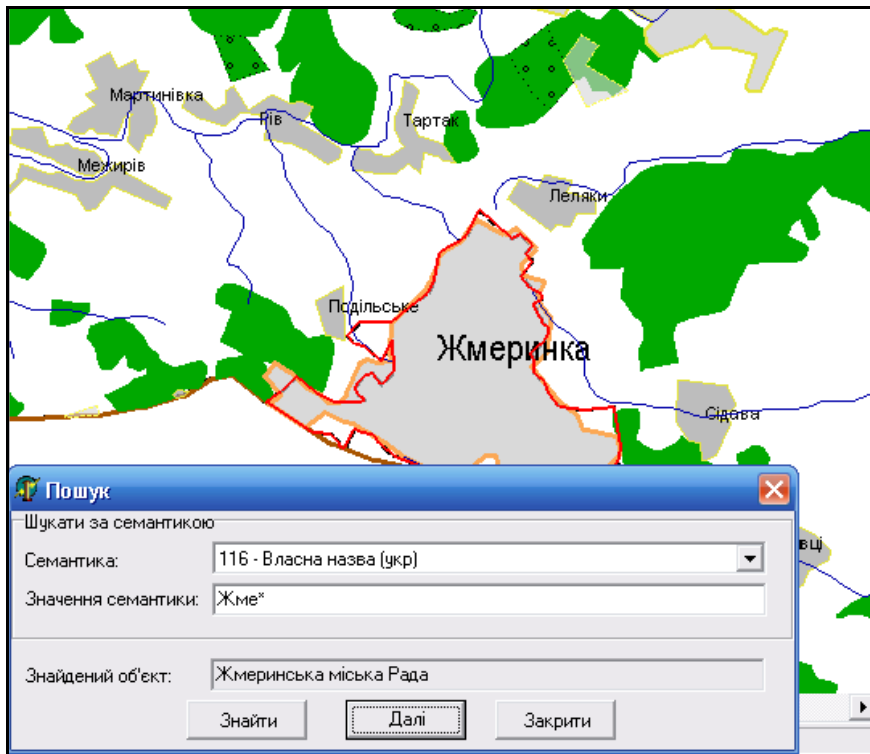 Мартинівка
Рів
Тартак
Межирів
Леляки
Подільське
Жмеринка
Сідава
вці
Пошук
Шукати за семантикою
Семантика: 116 - Власна назва (укр)
Значення семантики: Жме*
Знайдений об'єкт: Жмеринська міська Рада
Знайти Далі Закрити